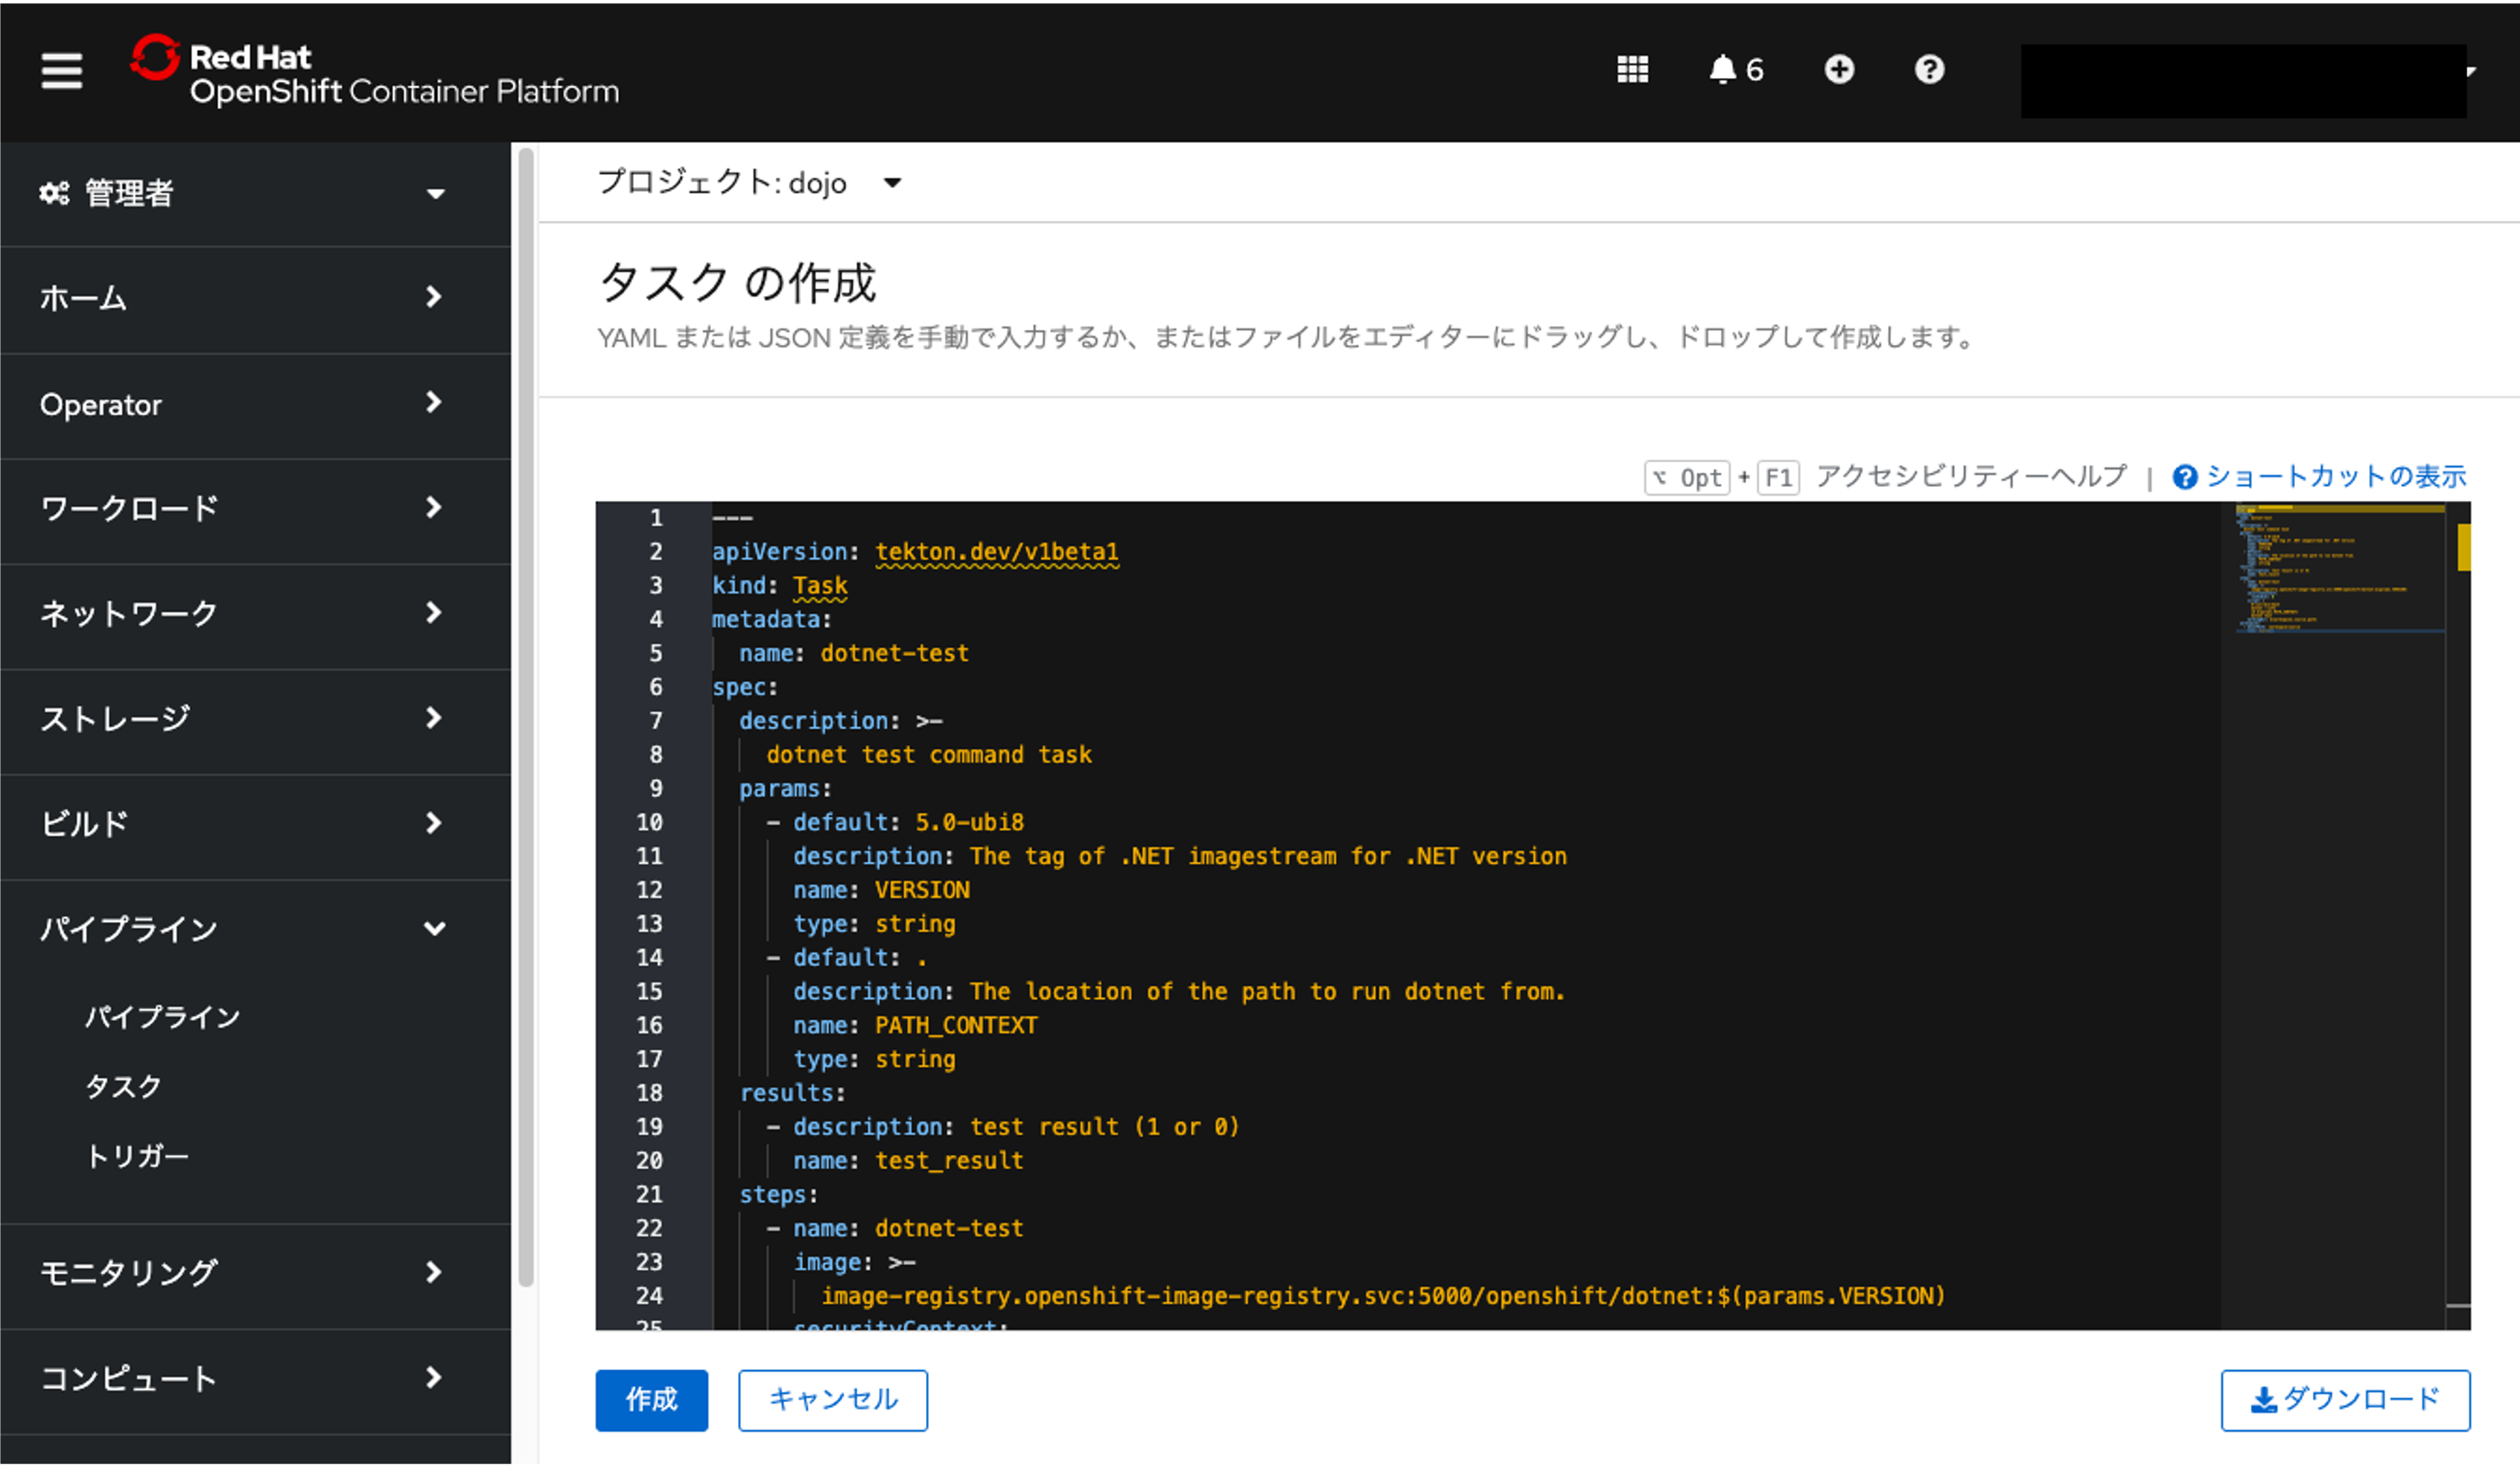 Red Hat
OpenShift Container Platform
6
管理者
ホーム
Operator
ワークロード
ネットワーク
ストレージ
ビルド
パイプライン
パイプライン
タスク
トリガー
モニタリング
コンピュート
プロジェクト: dojo
タスク の作成
YAML または JSON 定義を手動で入力するか、またはファイルをエディターにドラッグし、ドロップして作成します。
⌥ Opt + F1 アクセシビリティーヘルプ | ショートカットの表示
1 ---
2 apiVersion: tekton.dev/v1beta1
3 kind: Task
4 metadata:
5   name: dotnet-test
6 spec:
7   description: >-
8     dotnet test command task
9   params:
10     - default: 5.0-ubi8
11       description: The tag of .NET imagestream for .NET version
12       name: VERSION
13       type: string
14     - default: .
15       description: The location of the path to run dotnet from.
16       name: PATH_CONTEXT
17       type: string
18   results:
19     - description: test result (1 or 0)
20       name: test_result
21   steps:
22     - name: dotnet-test
23       image: >-
24         image-registry.openshift-image-registry.svc:5000/openshift/dotnet:$(params.VERSION)
25       securityContext:
作成
キャンセル
ダウンロード